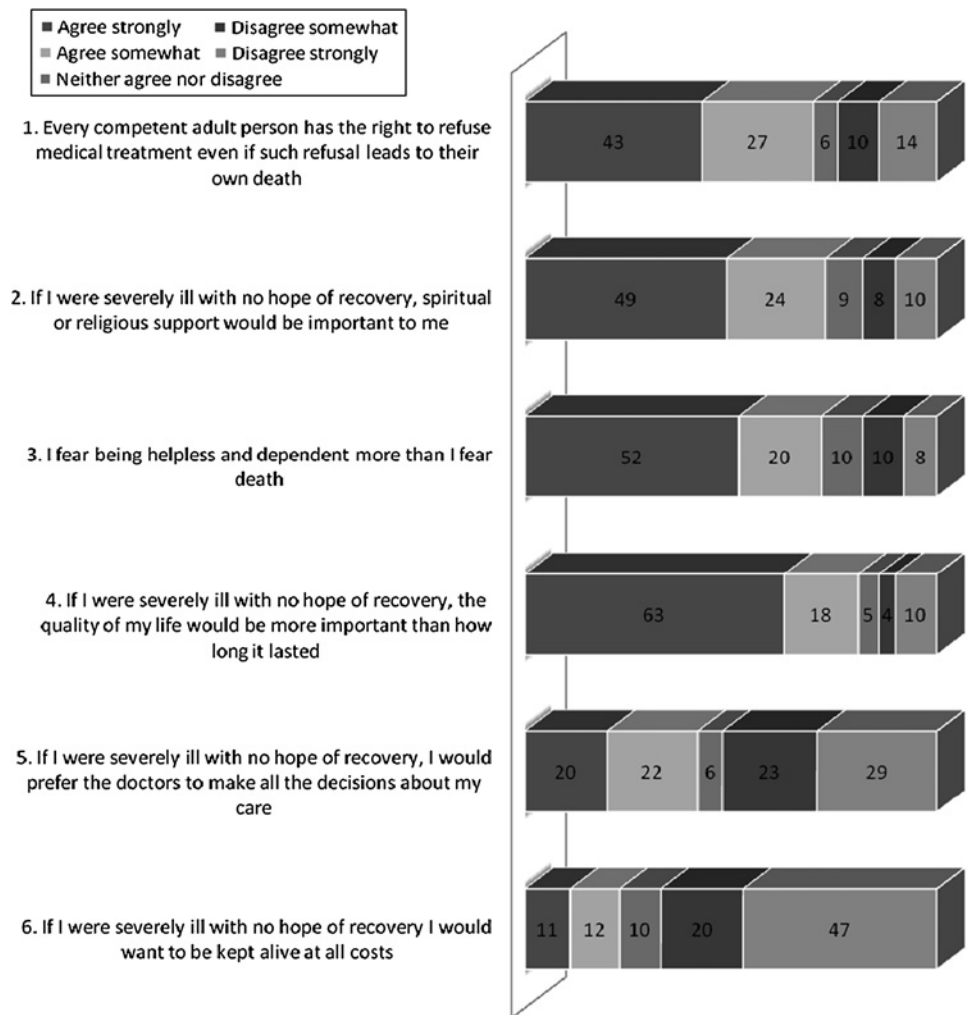 Agree strongly Disagree somewhat
Agree somewhat Disagree strongly
Neither agree nor disagree
1. Every competent adult person has the right to refuse
medical treatment even if such refusal leads to their
own death
43 27 6 10 14
2. If I were severely ill with no hope of recovery, spiritual
or religious support would be important to me
49 24 9 8 10
3. I fear being helpless and dependent more than I fear
death
52 20 10 10 8
4. If I were severely ill with no hope of recovery, the
quality of my life would be more important than how
long it lasted
63 18 5 4 10
5. If I were severely ill with no hope of recovery, I would
prefer the doctors to make all the decisions about my
care
20 22 6 23 29
6. If I were severely ill with no hope of recovery I would
want to be kept alive at all costs
11 12 10 20 47